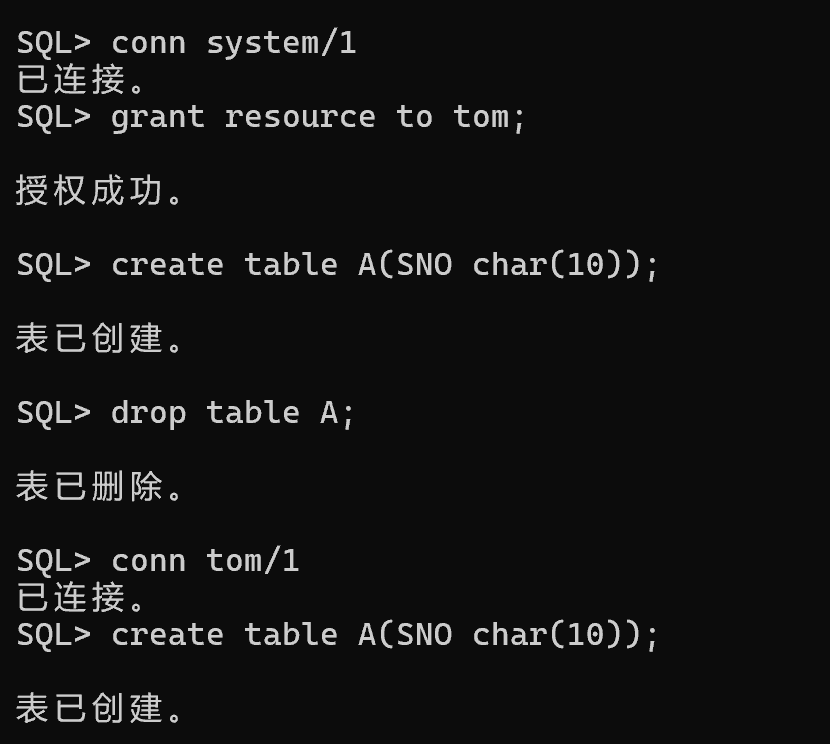 SQL> conn system/1
已连接。
SQL> grant resource to tom;
授权成功。
SQL> create table A(SNO char(10));
表已创建。
SQL> drop table A;
表已删除。
SQL> conn tom/1
已连接。
SQL> create table A(SNO char(10));
表已创建。